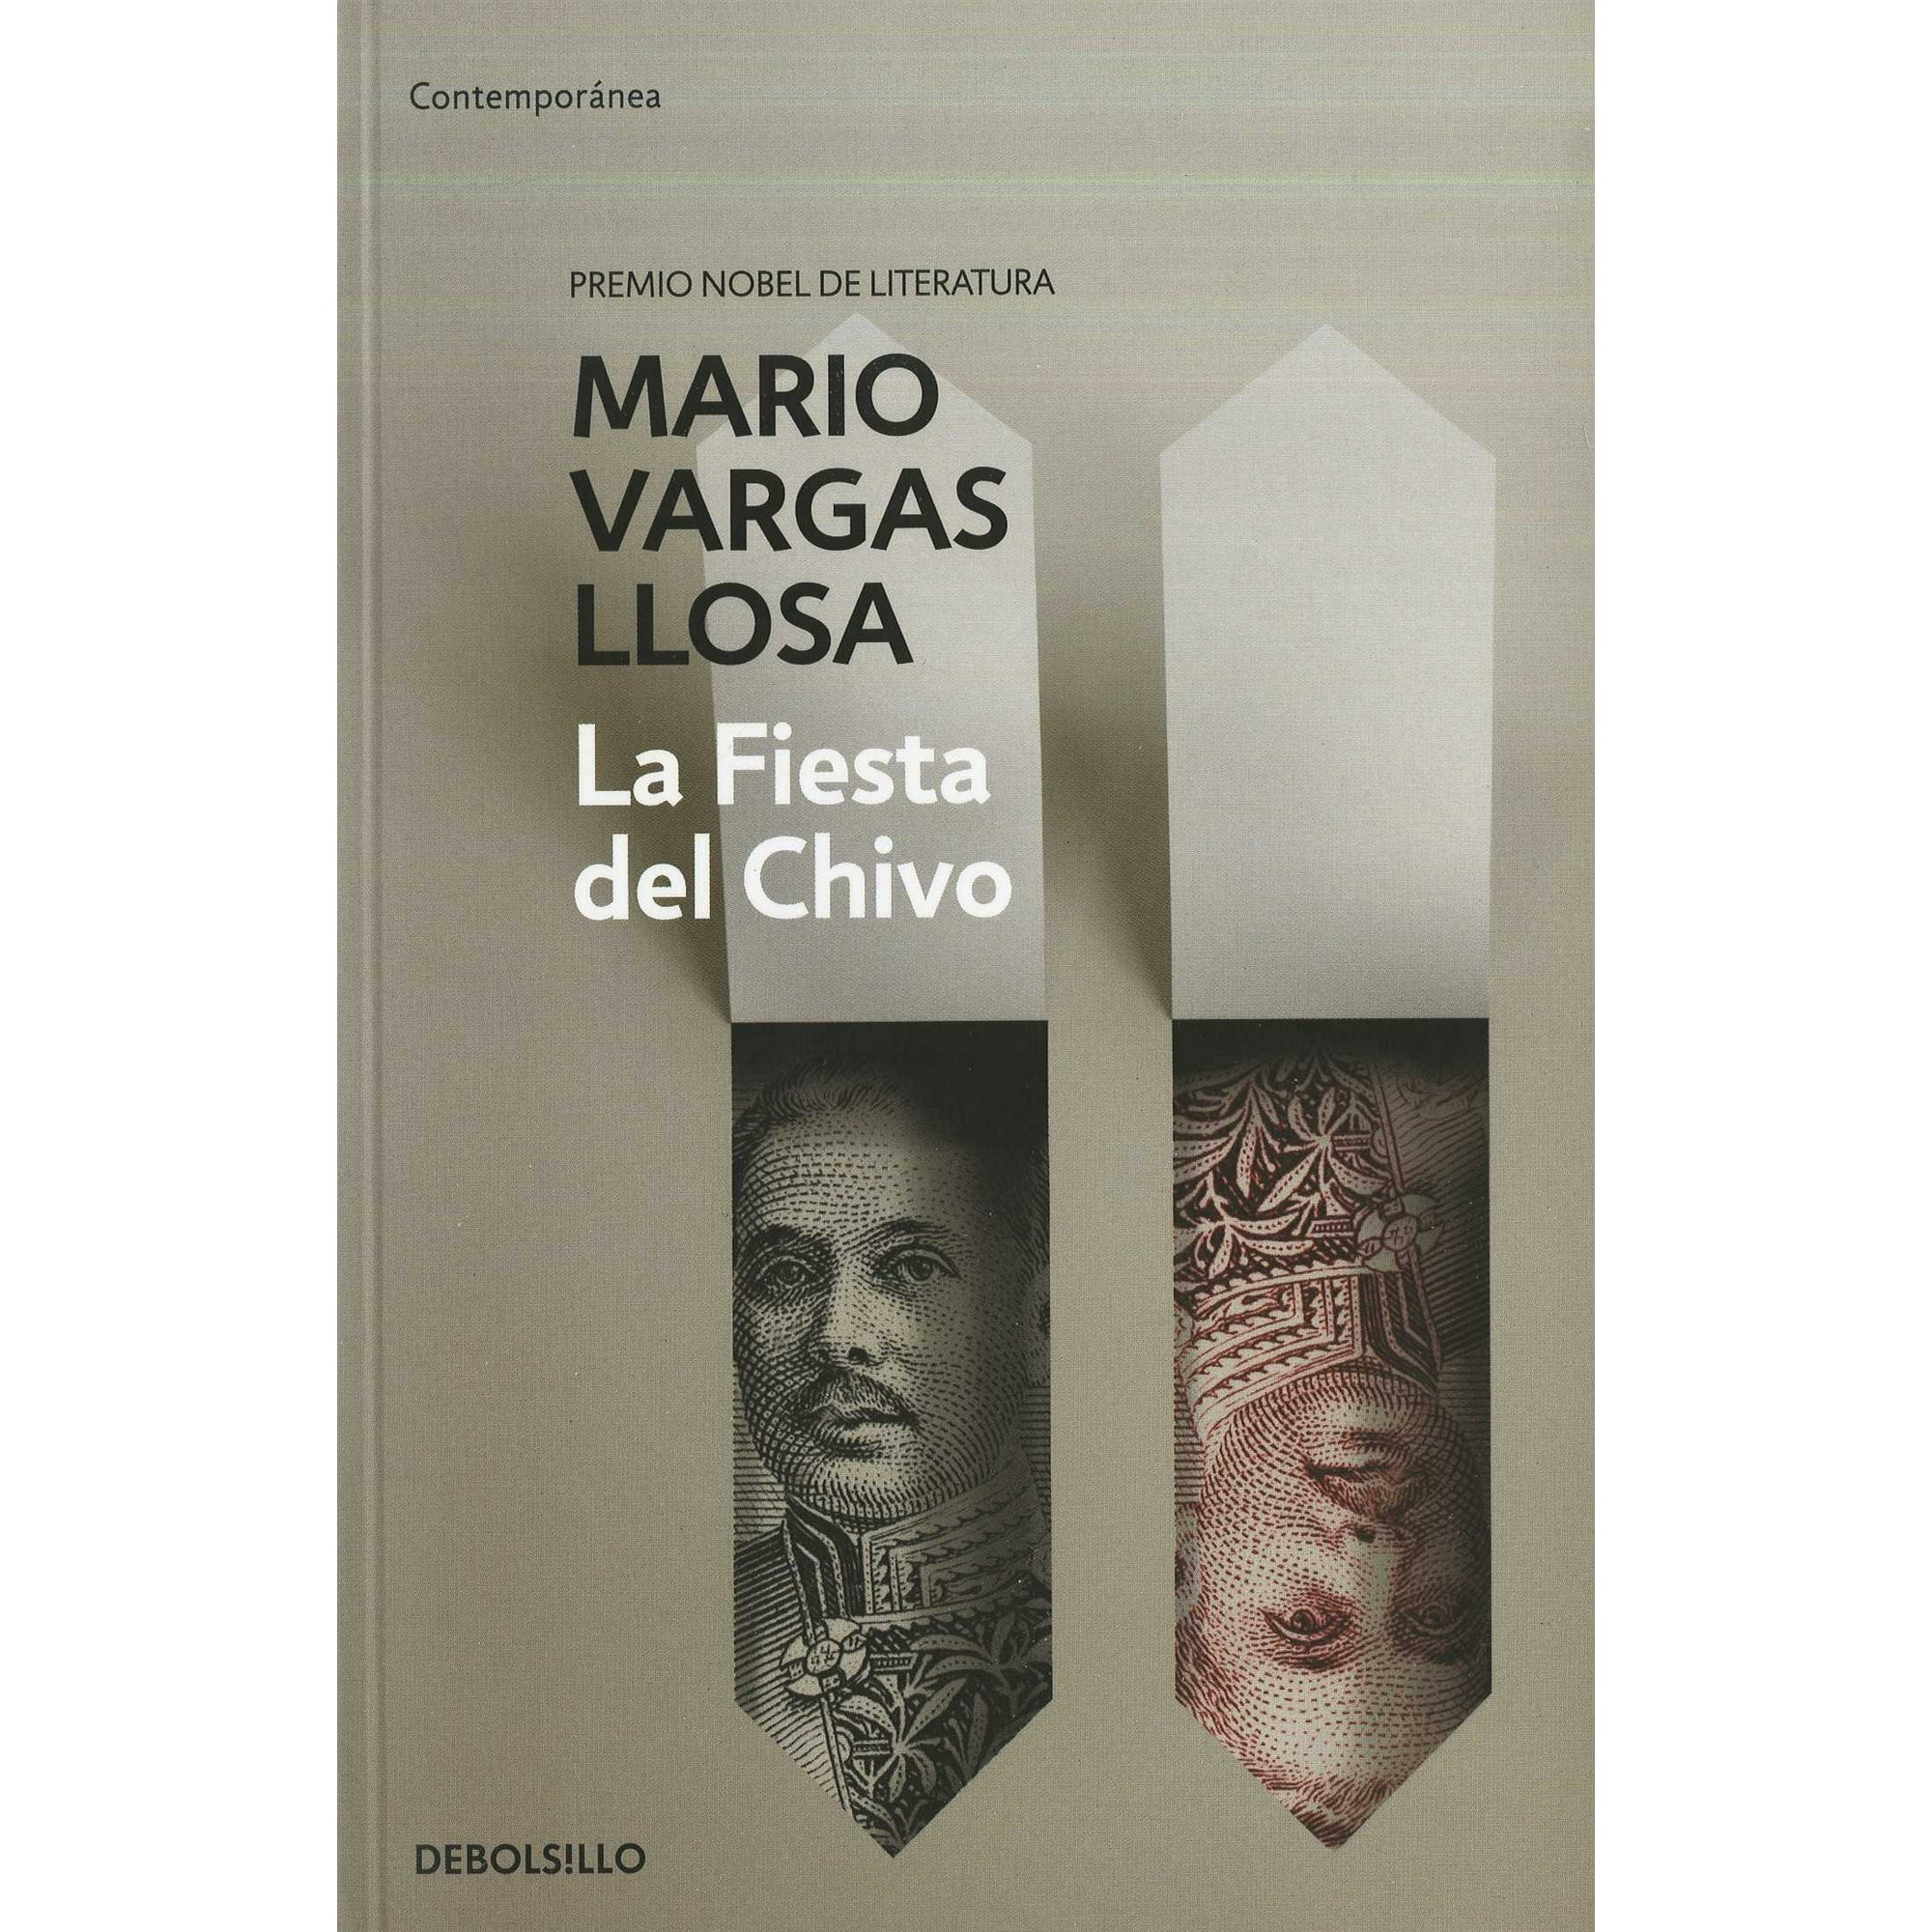 Contemporánea
PREMIO NOBEL DE LITERATURA
MARIO
VARGAS
LLOSA
La Fiesta
del Chivo
DEBOLS!LLO